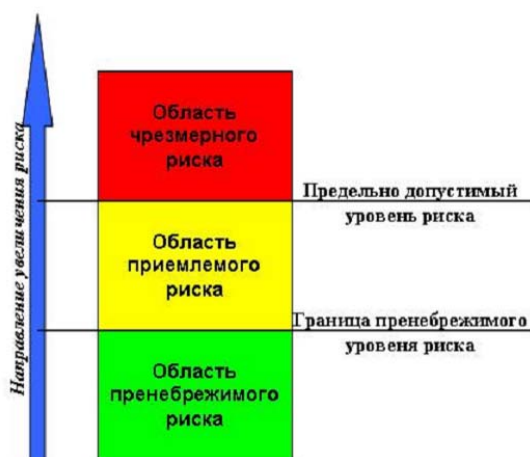 Направление увеличения риска
Область
чрезмерного
риска
Предельно допустимый
уровень риска
Область
приемлемого
риска
Граница пренебрежимого
уровеня риска
Область
пренебрежимого
риска